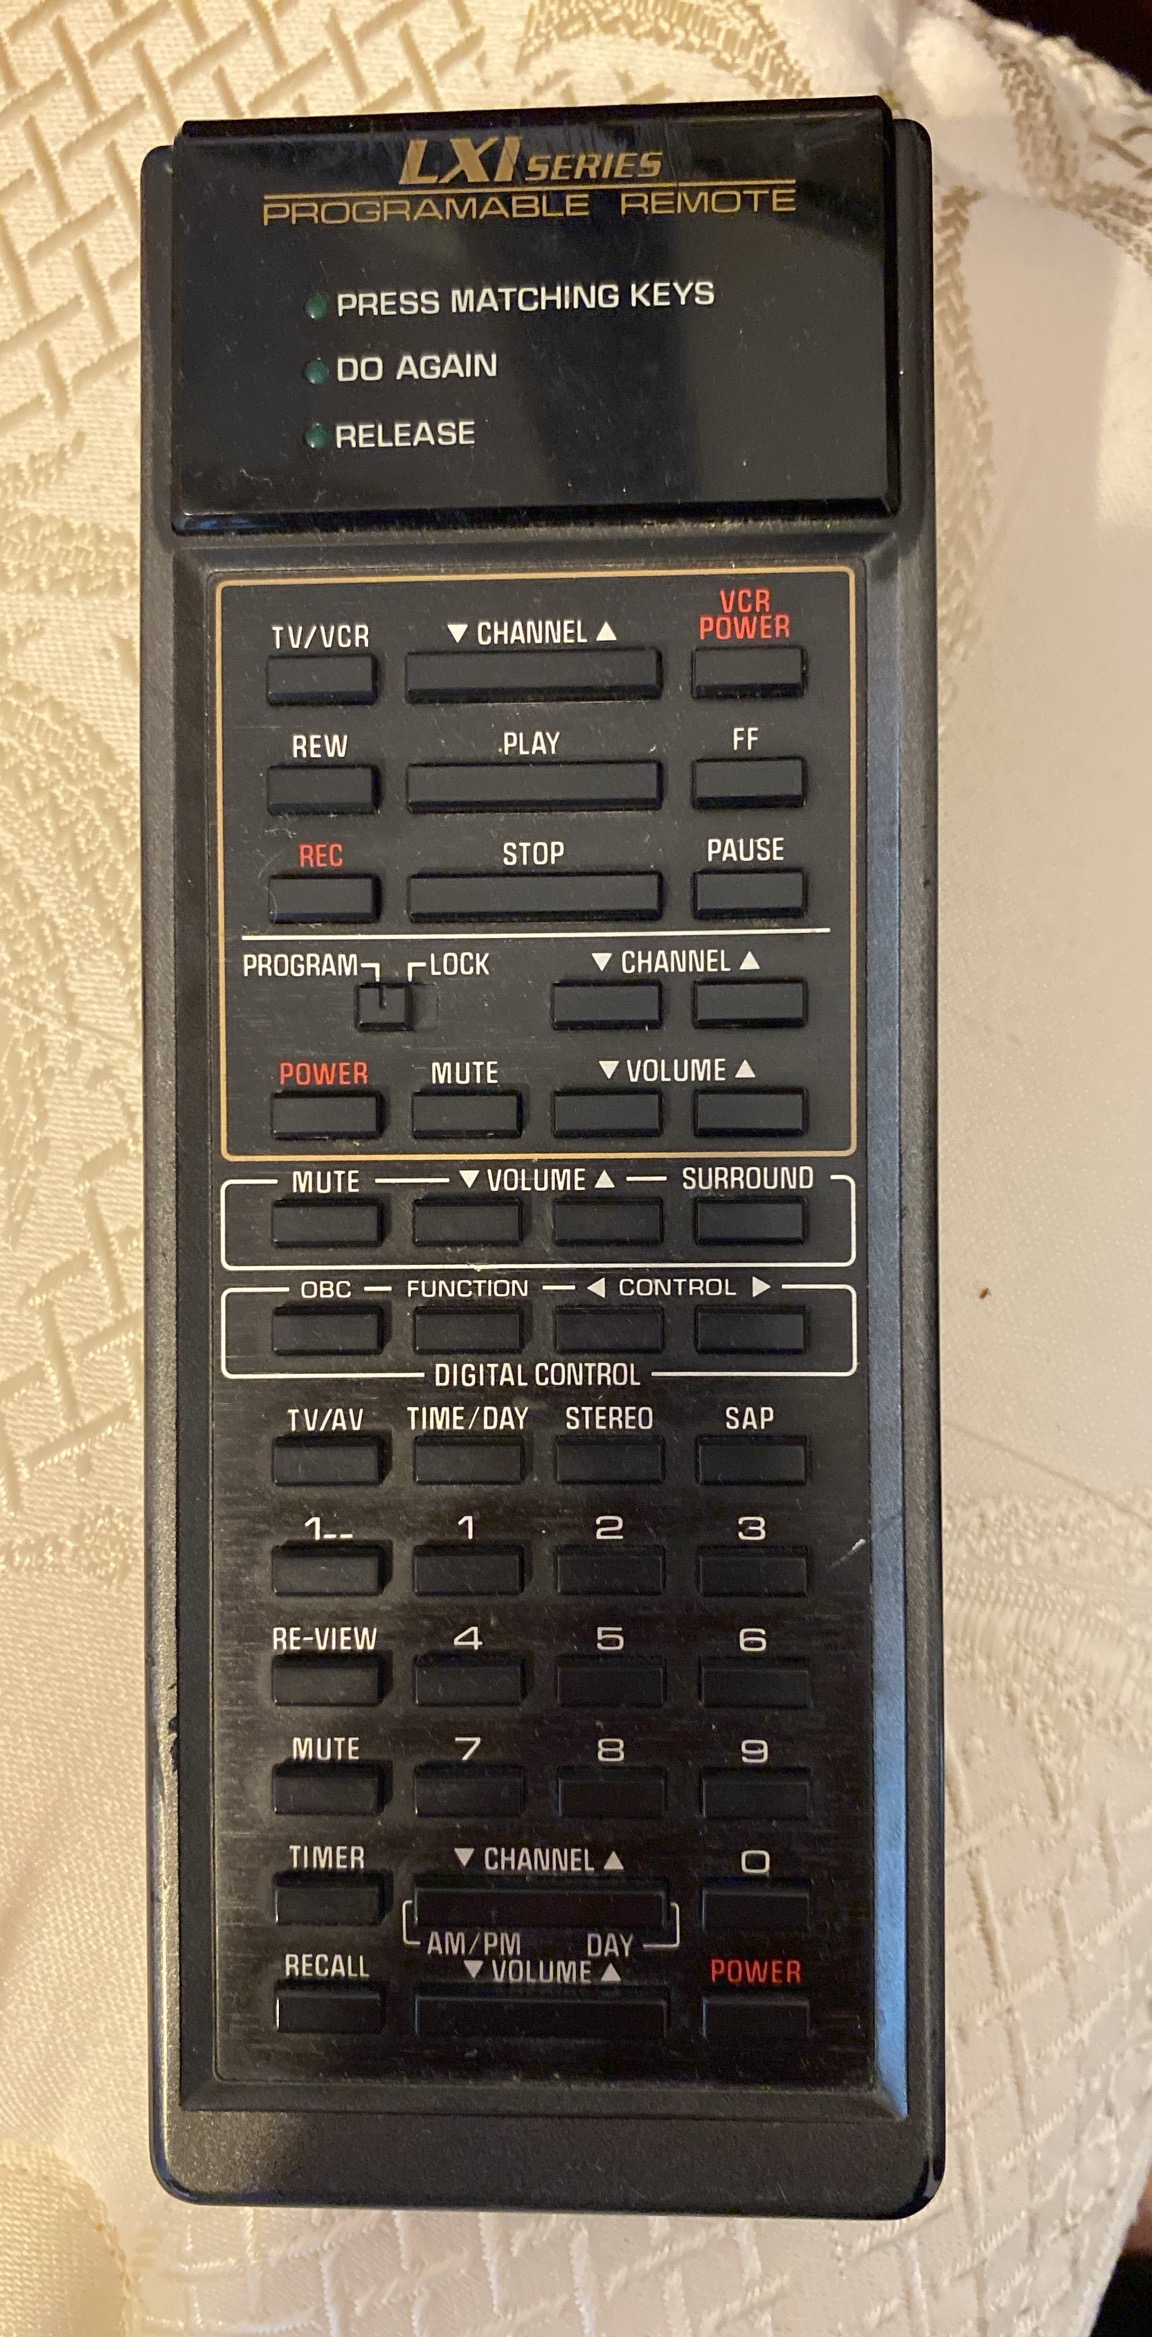 LXI SERIES
PROGRAMABLE REMOTE
PRESS MATCHING KEYS
DO AGAIN
RELEASE
VCR
TV/VCR ▼ CHANNEL ▲ POWER
REW PLAY FF
REC STOP PAUSE
PROGRAM LOCK ▼ CHANNEL ▲
POWER MUTE ▼ VOLUME ▲
MUTE ▼ VOLUME ▲ SURROUND
OBC FUNCTION ◀ CONTROL ▶
DIGITAL CONTROL
TV/AV TIME/DAY STEREO SAP
1-- 1 2 3
RE-VIEW 4 5 6
MUTE 7 8 9
TIMER ▼ CHANNEL ▲ 0
AM/PM DAY
RECALL ▼ VOLUME ▲ POWER